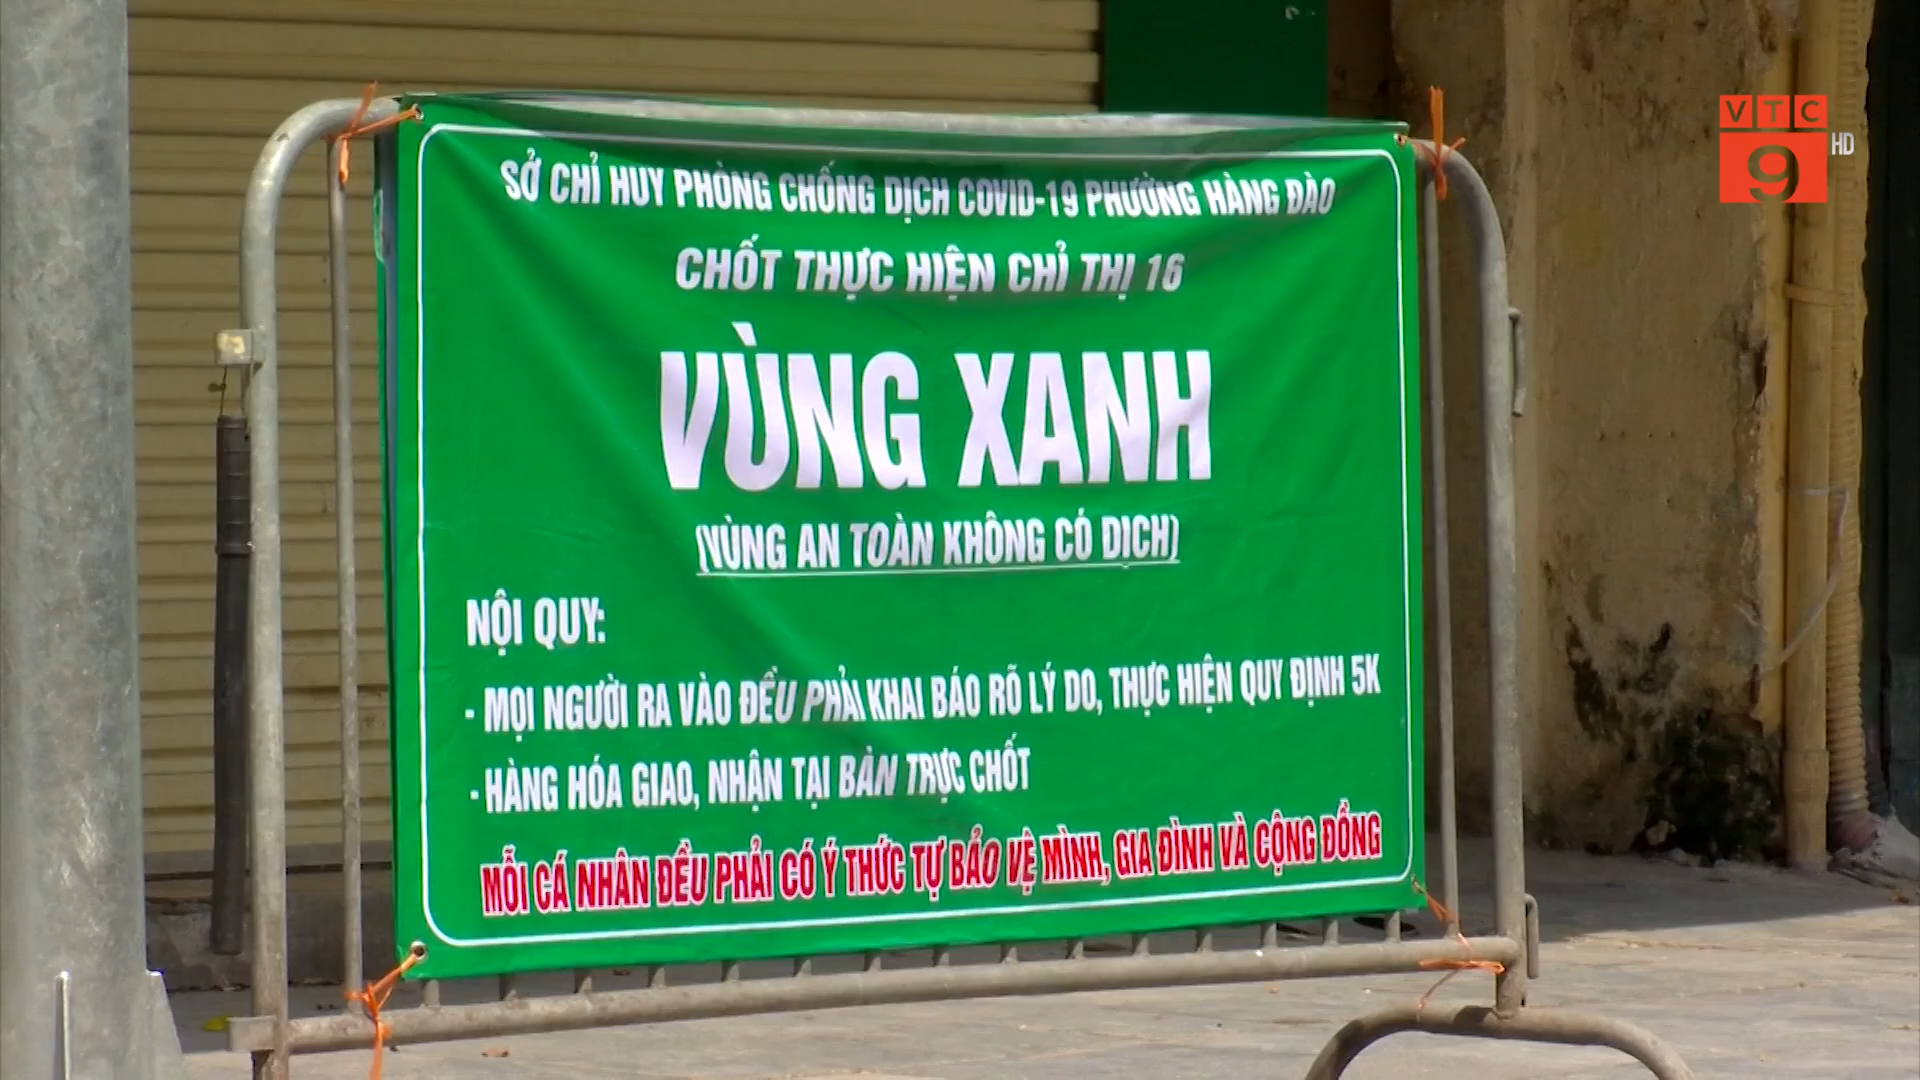 VTC
9 HD
SỞ CHỈ HUY PHÒNG CHỐNG DỊCH COVID-19 PHƯỜNG HÀNG ĐÀO
CHỐT THỰC HIỆN CHỈ THỊ 16
VÙNG XANH
(VÙNG AN TOÀN KHÔNG CÓ DỊCH)
NỘI QUY:
- MỌI NGƯỜI RA VÀO ĐỀU PHẢI KHAI BÁO RÕ LÝ DO, THỰC HIỆN QUY ĐỊNH 5K
- HÀNG HÓA GIAO, NHẬN TẠI BÀN TRỰC CHỐT
MỖI CÁ NHÂN ĐỀU PHẢI CÓ Ý THỨC TỰ BẢO VỆ MÌNH, GIA ĐÌNH VÀ CỘNG ĐỒNG